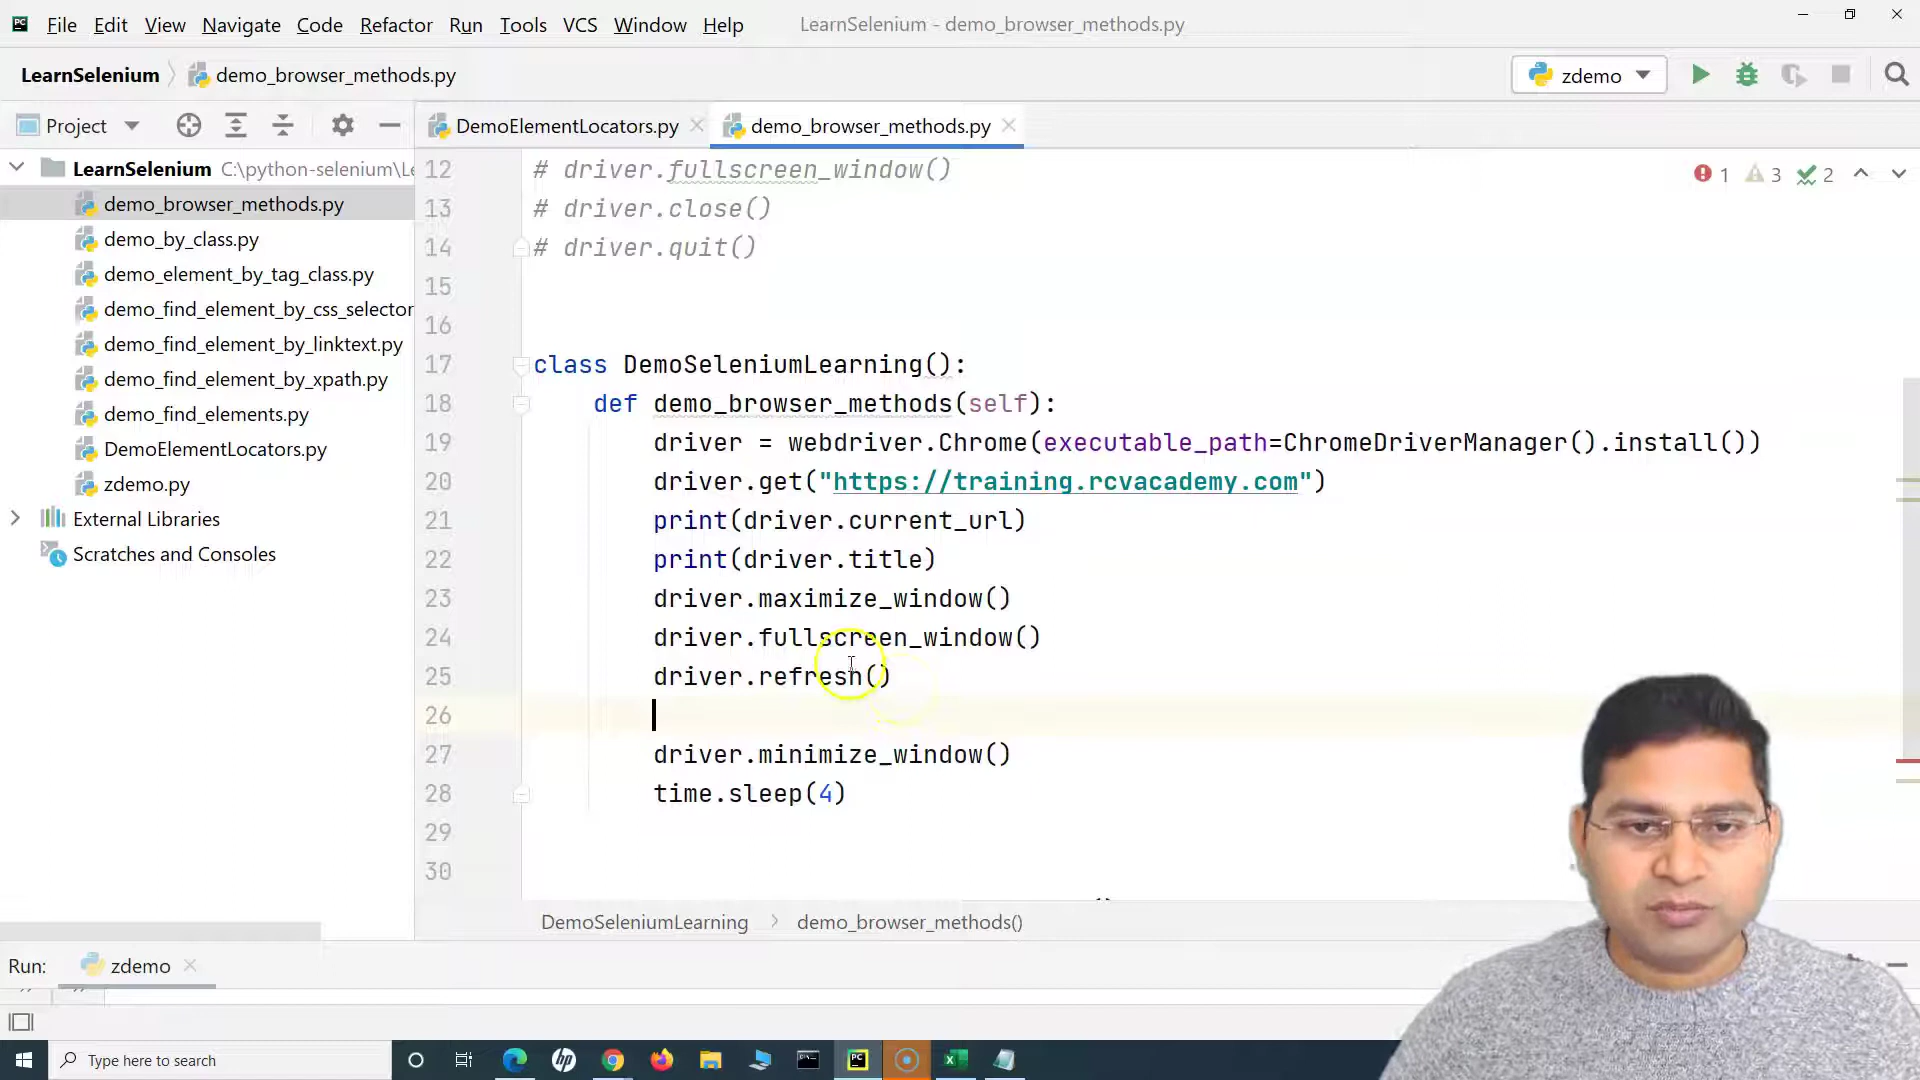 File Edit View Navigate Code Refactor Run Tools VCS Window Help LearnSelenium - demo_browser_methods.py
LearnSelenium demo_browser_methods.py zdemo
Project DemoElementLocators.py demo_browser_methods.py
LearnSelenium C:\python-selenium\Le
demo_browser_methods.py
demo_by_class.py
demo_element_by_tag_class.py
demo_find_element_by_css_selector
demo_find_element_by_linktext.py
demo_find_element_by_xpath.py
demo_find_elements.py
DemoElementLocators.py
zdemo.py
External Libraries
Scratches and Consoles
1 3 2
12 # driver.fullscreen_window()
13 # driver.close()
14 # driver.quit()
15
16
17 class DemoSeleniumLearning():
18 def demo_browser_methods(self):
19 driver = webdriver.Chrome(executable_path=ChromeDriverManager().install())
20 driver.get("https://training.rcvacademy.com")
21 print(driver.current_url)
22 print(driver.title)
23 driver.maximize_window()
24 driver.fullscreen_window()
25 driver.refresh()
26
27 driver.minimize_window()
28 time.sleep(4)
29
30
DemoSeleniumLearning demo_browser_methods()
Run: zdemo
Type here to search